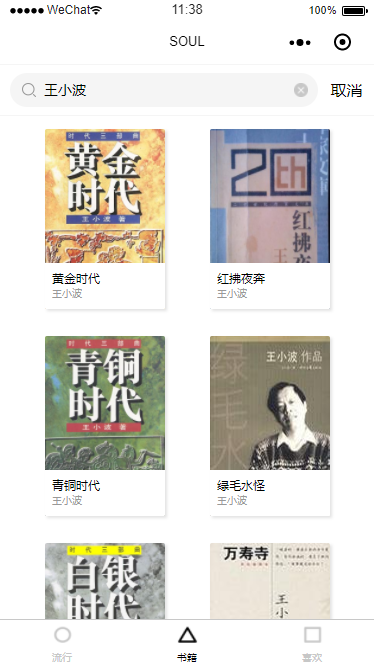 WeChat
11:38
100%
SOUL
王小波
取消
时代三部曲
黄金
时代
王小波 著
黄金时代
王小波
20th
红拂夜
红拂夜奔
王小波
时代三部曲
青铜
时代
王小波 著
青铜时代
王小波
王小波 作品
绿毛水
绿毛水怪
王小波
时代三部曲
白银
时代
万寿寺
王小
流行
书籍
喜欢